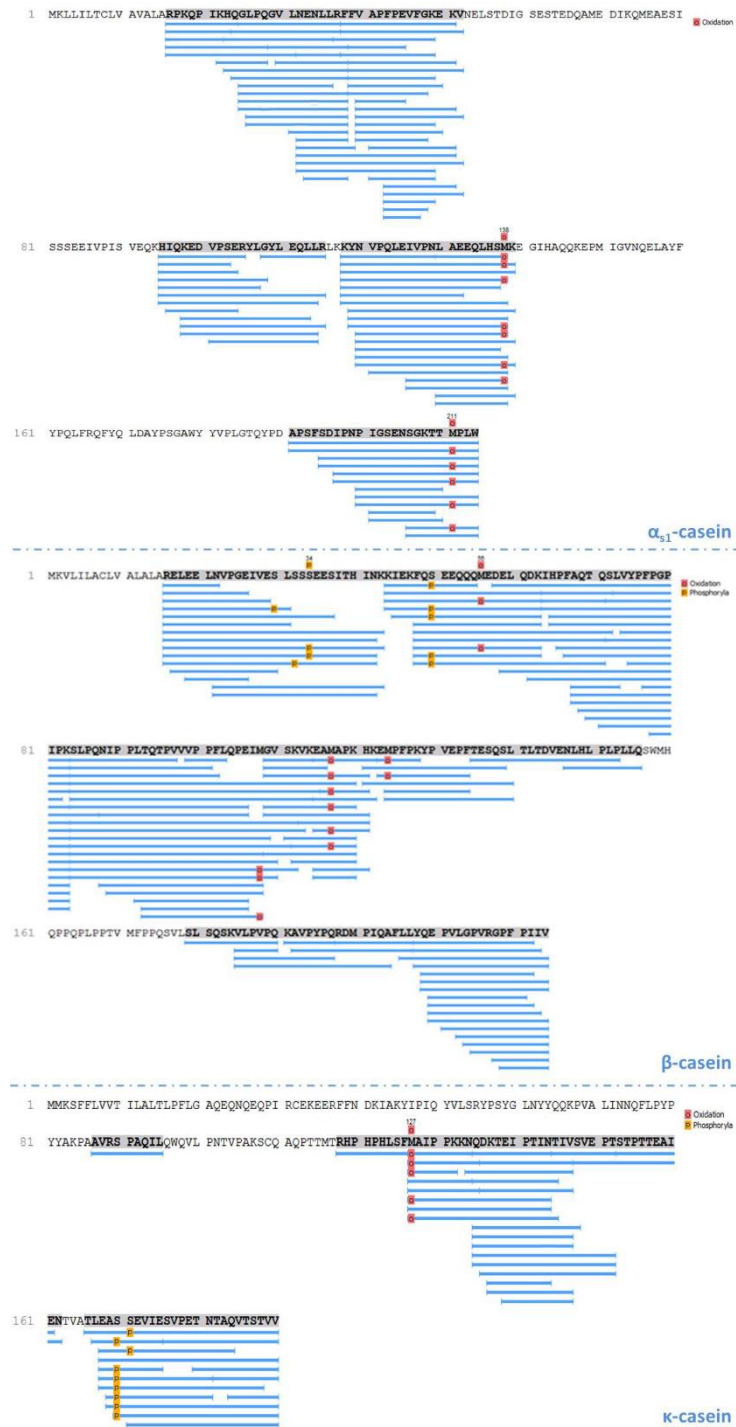 1 MKLLILTCLV AVALARPKQP IKHQGLPQGV LNENLLRFFV APFPEVFGKE KVNELSTDIG SESTEDQAME DIKQMEAESI
o Oxidation
138
81 SSSEEIVPIS VEQKHIQKED VPSERYLGYL EQLLRLKKYN VPQLEIVPNL AEEQLHSMKE GIHAQQKEPM IGVNQELAYF
211
161 YPQLFRQFYQ LDAYPSGAWY YVPLGTQYPD APSFSDIPNP IGSENSGKTT MPLW
αs1-casein
34
1 MKVLILACLV ALALARELEE LNVPGEIVES LSSSEESITH INKKIEKFQS EEQQQMEDEL QDKIHPFAQT QSLVYPFPGP
o Oxidation
p Phosphoryla
81 IPKSLPQNIP PLTQTPVVVP PFLQPEIMGV SKVKEAMAPK HKEMPFPKYP VEPFTESQSL TLTDVENLHL PLPLLQSWMH
161 QPPQPLPPTV MFPPQSVLSL SQSKVLPVPQ KAVPYPQRDM PIQAFLLYQE PVLGPVRGPF PIIV
β-casein
1 MMKSFFLVVT ILALTLPFLG AQEQNQEQPI RCEKEERFFN DKIAKYIPIQ YVLSRYPSYG LNYYQQKPVA LINNQFLPYP
o Oxidation
p Phosphoryla
127
81 YYAKPAAVRS PAQILQWQVL PNTVPAKSCQ AQPTTMTRHP HPHLSFMAIP PKKNQDKTEI PTINTIVSVE PTSTPTTEAI
161 ENTVATLEAS SEVIESVPET NTAQVTSTVV
κ-casein